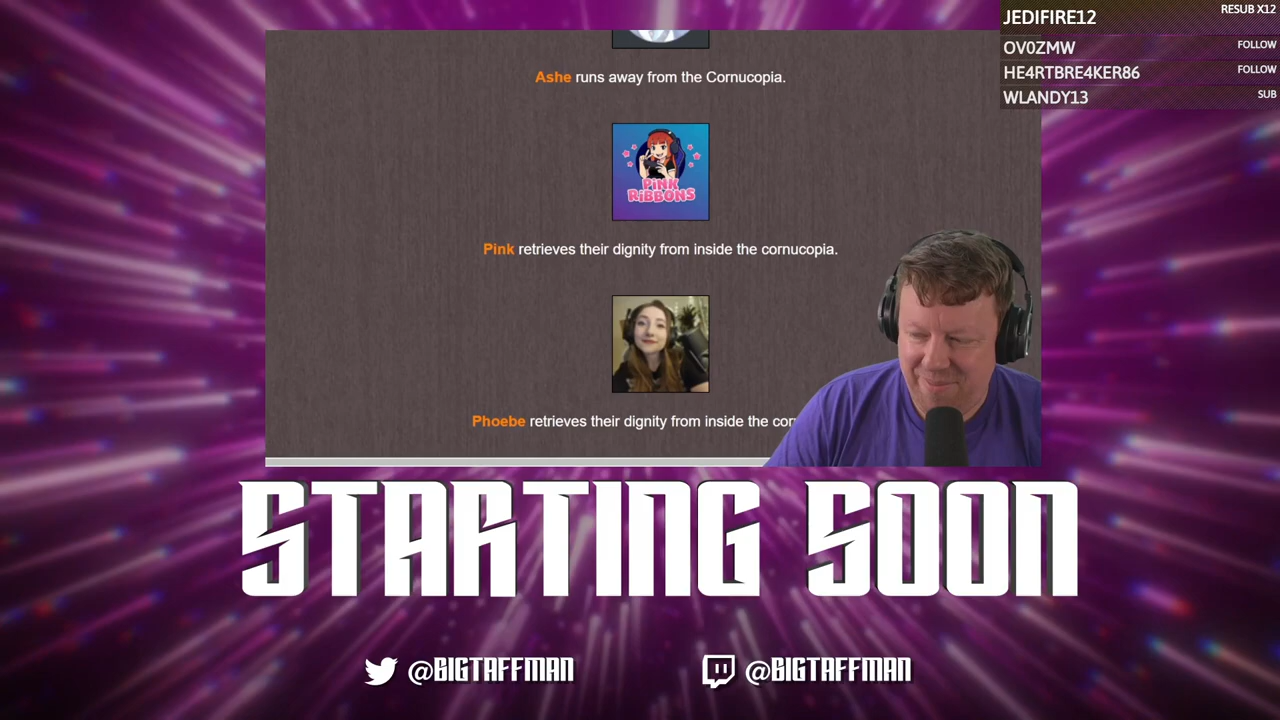 JEDIFIRE12 RESUB X12
OV0ZMW FOLLOW
HE4RTBRE4KER86 FOLLOW
WLANDY13 SUB
Ashe runs away from the Cornucopia.
PiNK
RiBBONS
Pink retrieves their dignity from inside the cornucopia.
Phoebe retrieves their dignity from inside the cor
STARTING SOON
@BIGTAFFMAN @BIGTAFFMAN